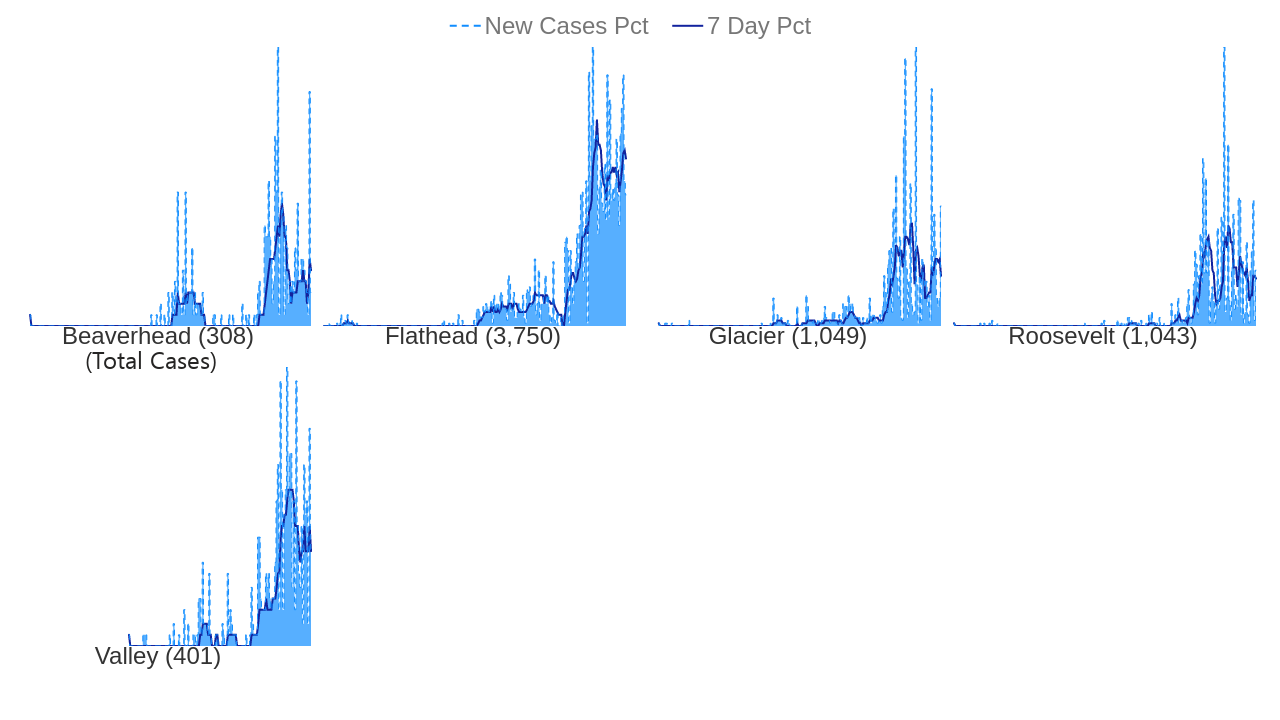 New Cases Pct 7 Day Pct
Beaverhead (308) Flathead (3,750) Glacier (1,049) Roosevelt (1,043)
(Total Cases)
Valley (401)